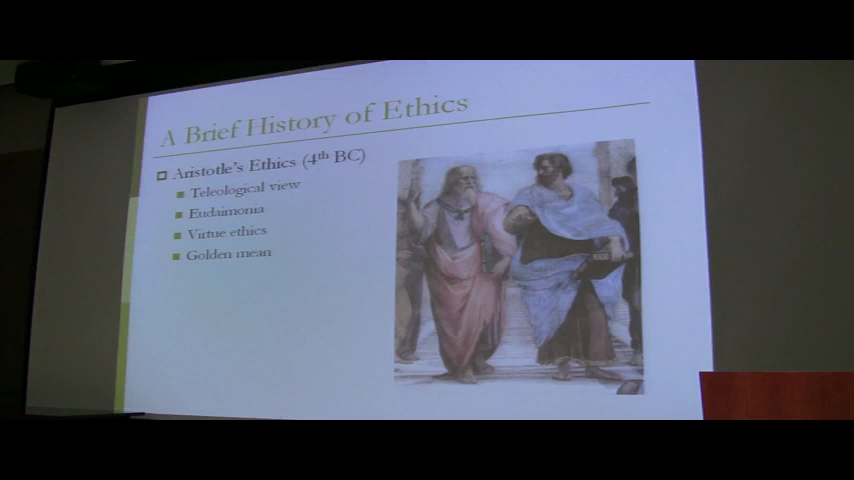 A Brief History of Ethics
Aristotle's Ethics (4th BC)
Teleological view
Eudaimonia
Virtue ethics
Golden mean